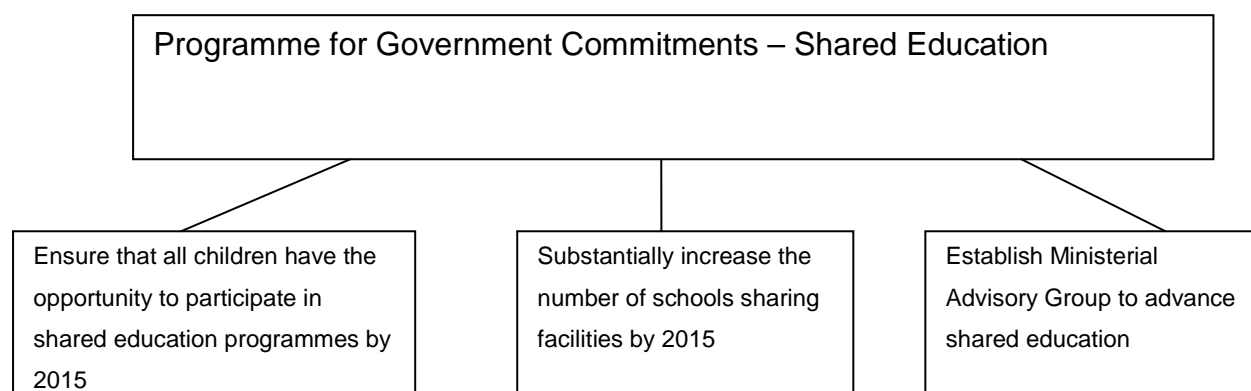 Programme for Government Commitments – Shared Education
Ensure that all children have the
opportunity to participate in
shared education programmes by
2015
Substantially increase the
number of schools sharing
facilities by 2015
Establish Ministerial
Advisory Group to advance
shared education